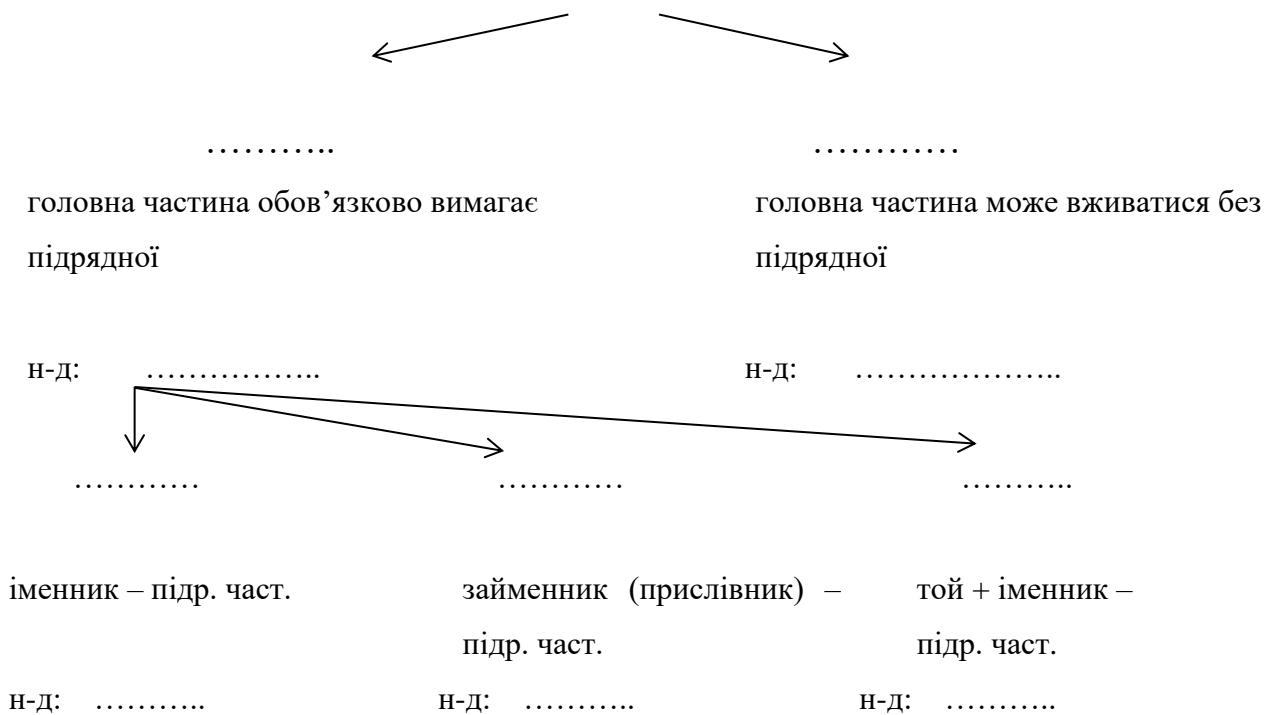 ……….. …………
головна частина обов’язково вимагає головна частина може вживатися без
підрядної підрядної
н-д: …………….. н-д: ………………..
………… ………… ………..
іменник – підр. част. займенник (прислівник) – той + іменник –
підр. част. підр. част.
н-д: ……….. н-д: ……….. н-д: ………..